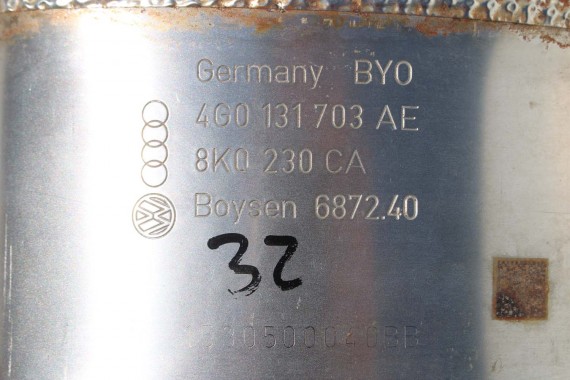 Germany BYO
4G0 131 703 AE
8K0 230 CA
Boysen 6872.40
32